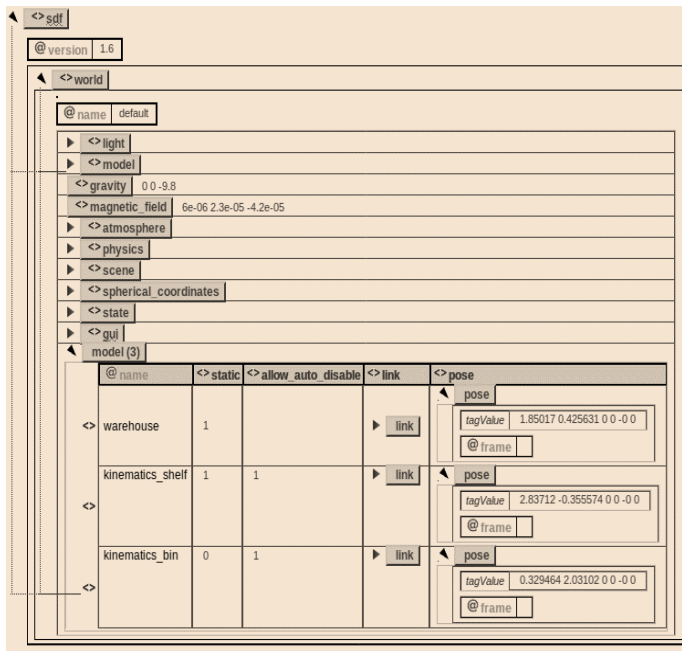 <>sdf
@version 1.6
<>world
@name default
<>light
<>model
<>gravity 0 0 -9.8
<>magnetic_field 6e-06 2.3e-05 -4.2e-05
<>atmosphere
<>physics
<>scene
<>spherical_coordinates
<>state
<>gui
model (3)
@name <>static <>allow_auto_disable <>link <>pose
pose
<> warehouse 1 link tagValue 1.85017 0.425631 0 0 -0 0
@frame
kinematics_shelf 1 1 link pose
<> tagValue 2.83712 -0.355574 0 0 -0 0
@frame
kinematics_bin 0 1 link pose
<> tagValue 0.329464 2.03102 0 0 -0 0
@frame